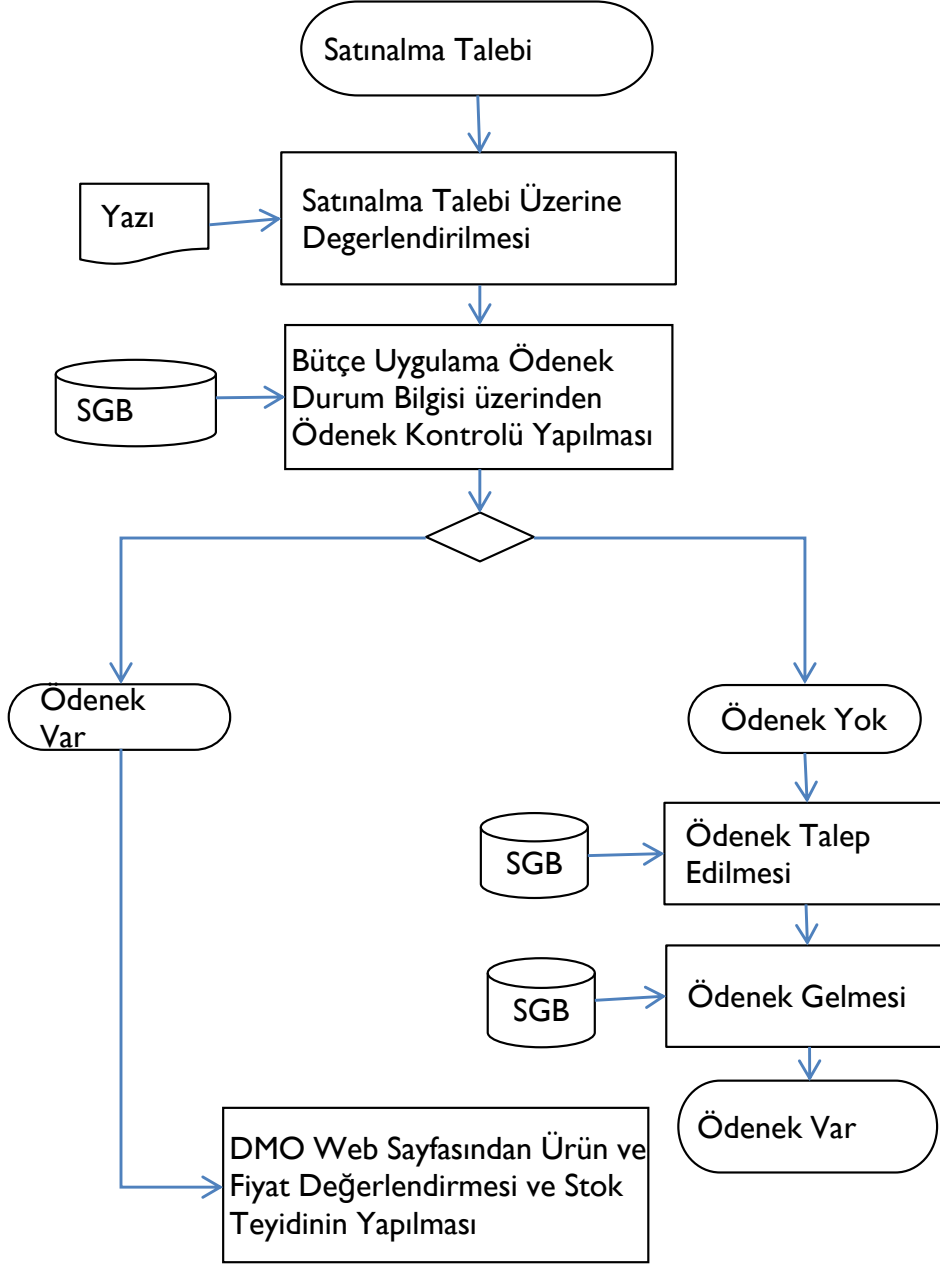 Satınalma Talebi
Yazı
Satınalma Talebi Üzerine
Degerlendirilmesi
SGB
Bütçe Uygulama Ödenek
Durum Bilgisi üzerinden
Ödenek Kontrolü Yapılması
Ödenek
Var
Ödenek Yok
SGB
Ödenek Talep
Edilmesi
SGB
Ödenek Gelmesi
Ödenek Var
DMO Web Sayfasından Ürün ve
Fiyat Değerlendirmesi ve Stok
Teyidinin Yapılması